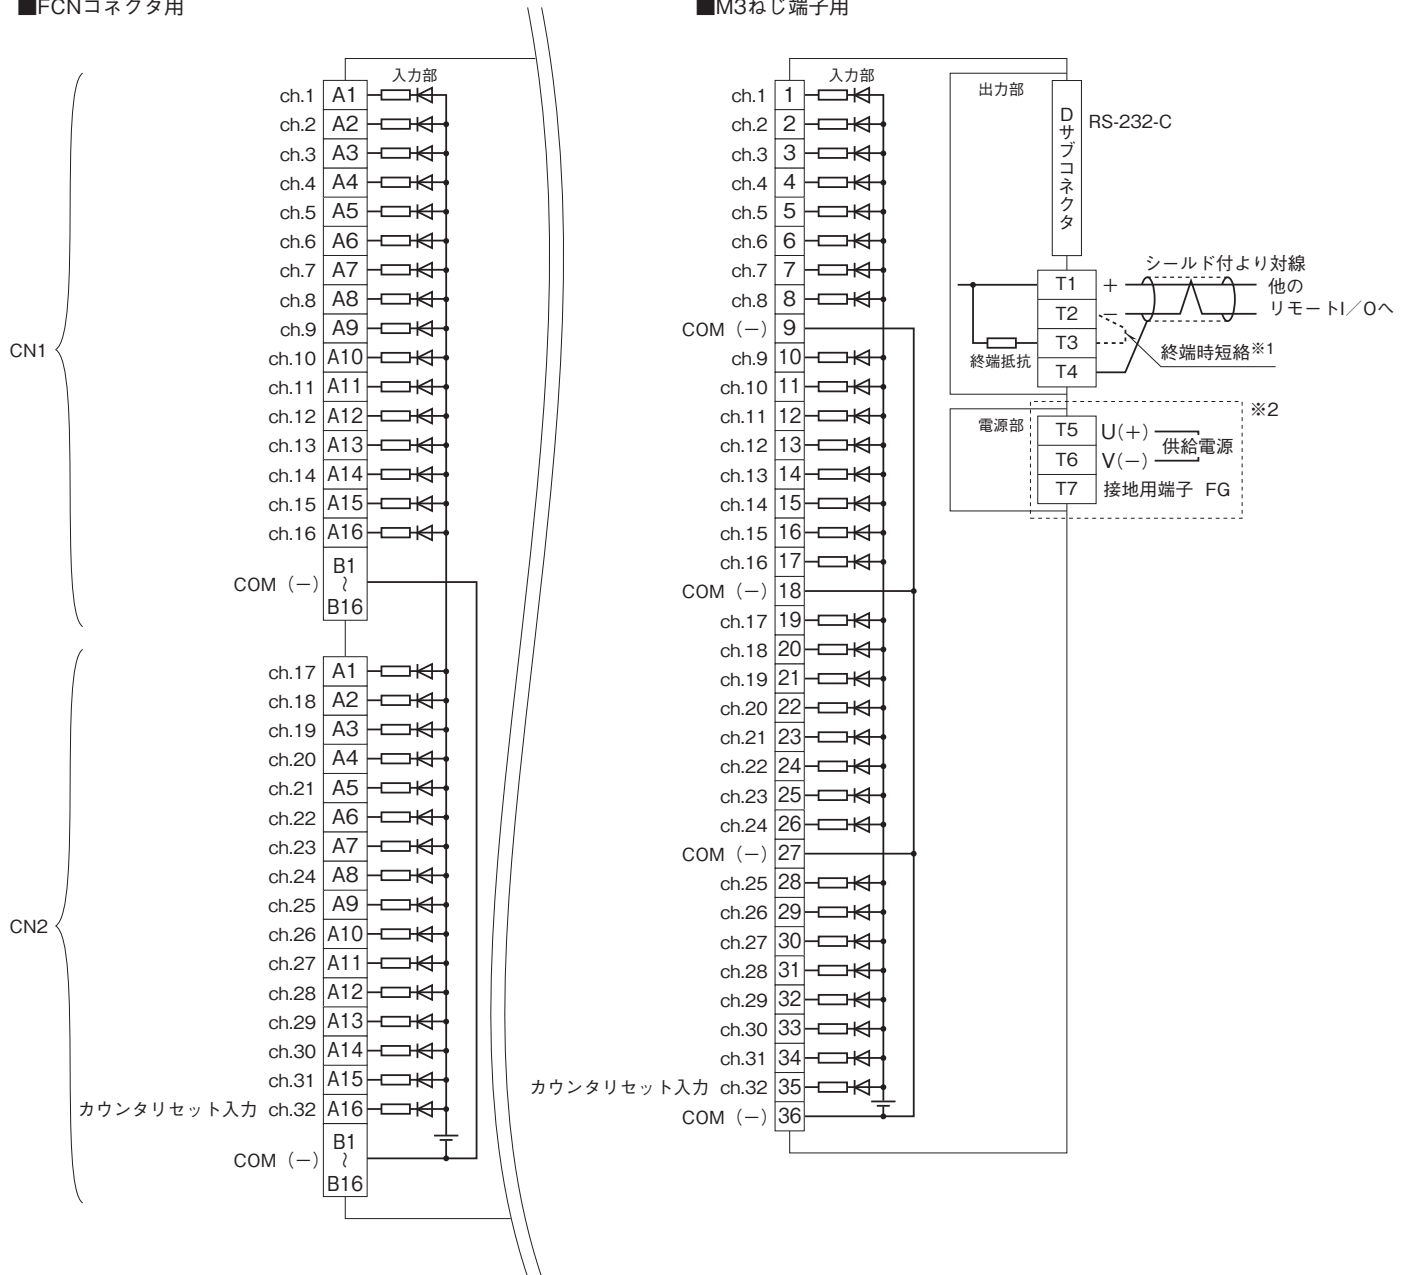 ■FCNコネクタ用
入力部
CN1
ch.1 A1
ch.2 A2
ch.3 A3
ch.4 A4
ch.5 A5
ch.6 A6
ch.7 A7
ch.8 A8
ch.9 A9
ch.10 A10
ch.11 A11
ch.12 A12
ch.13 A13
ch.14 A14
ch.15 A15
ch.16 A16
COM（−） B1～B16
CN2
ch.17 A1
ch.18 A2
ch.19 A3
ch.20 A4
ch.21 A5
ch.22 A6
ch.23 A7
ch.24 A8
ch.25 A9
ch.26 A10
ch.27 A11
ch.28 A12
ch.29 A13
ch.30 A14
ch.31 A15
カウンタリセット入力 ch.32 A16
COM（−） B1～B16
■M3ねじ端子用
入力部
ch.1 1
ch.2 2
ch.3 3
ch.4 4
ch.5 5
ch.6 6
ch.7 7
ch.8 8
COM（−） 9
ch.9 10
ch.10 11
ch.11 12
ch.12 13
ch.13 14
ch.14 15
ch.15 16
ch.16 17
COM（−） 18
ch.17 19
ch.18 20
ch.19 21
ch.20 22
ch.21 23
ch.22 24
ch.23 25
ch.24 26
COM（−） 27
ch.25 28
ch.26 29
ch.27 30
ch.28 31
ch.29 32
ch.30 33
ch.31 34
カウンタリセット入力 ch.32 35
COM（−） 36
出力部
Dサブコネクタ
RS-232-C
シールド付より対線
T1 ＋
T2 −
T3
T4
他の
リモートI／Oへ
終端抵抗
終端時短絡※1
電源部
※2
T5 U(＋)
T6 V(−)
供給電源
T7 接地用端子 FG